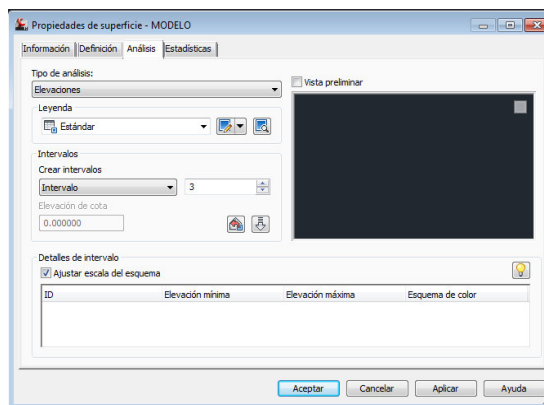 Propiedades de superficie - MODELO
Información Definición Análisis Estadísticas
Tipo de análisis:
Elevaciones
Vista preliminar
Leyenda
Estándar
Intervalos
Crear intervalos
Intervalo 3
Elevación de cota
0.000000
Detalles de intervalo
Ajustar escala del esquema
ID Elevación mínima Elevación máxima Esquema de color
Aceptar Cancelar Aplicar Ayuda